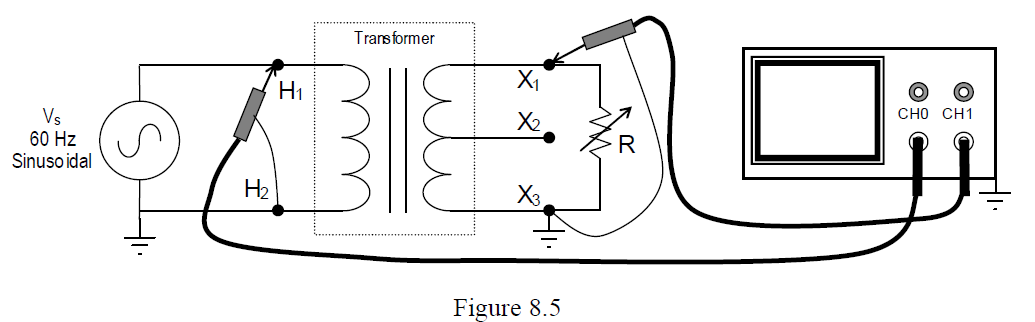 Transformer
H1
H2
Vs
60 Hz
Sinusoidal
X1
X2
X3
R
CH0 CH1
Figure 8.5